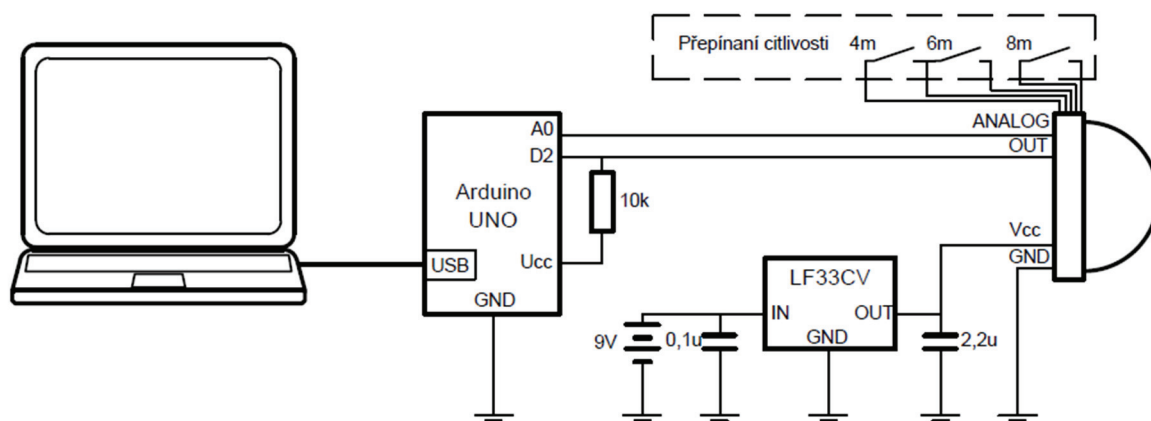 Přepínaní citlivosti 4m 6m 8m
A0
D2
Arduino
UNO
USB
Ucc
GND
10k
ANALOG
OUT
Vcc
GND
LF33CV
IN
OUT
GND
9V
0,1u
2,2u